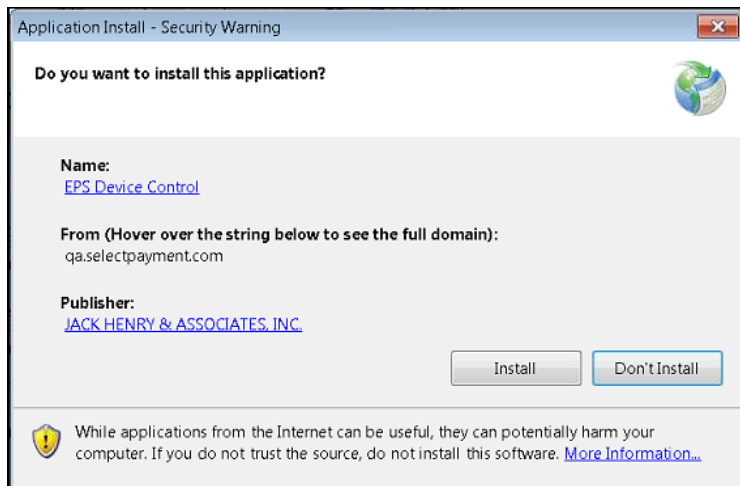 Application Install - Security Warning
Do you want to install this application?
Name:
EPS Device Control
From (Hover over the string below to see the full domain):
qa.selectpayment.com
Publisher:
JACK HENRY & ASSOCIATES, INC.
Install
Don't Install
While applications from the Internet can be useful, they can potentially harm your
computer. If you do not trust the source, do not install this software. More Information...